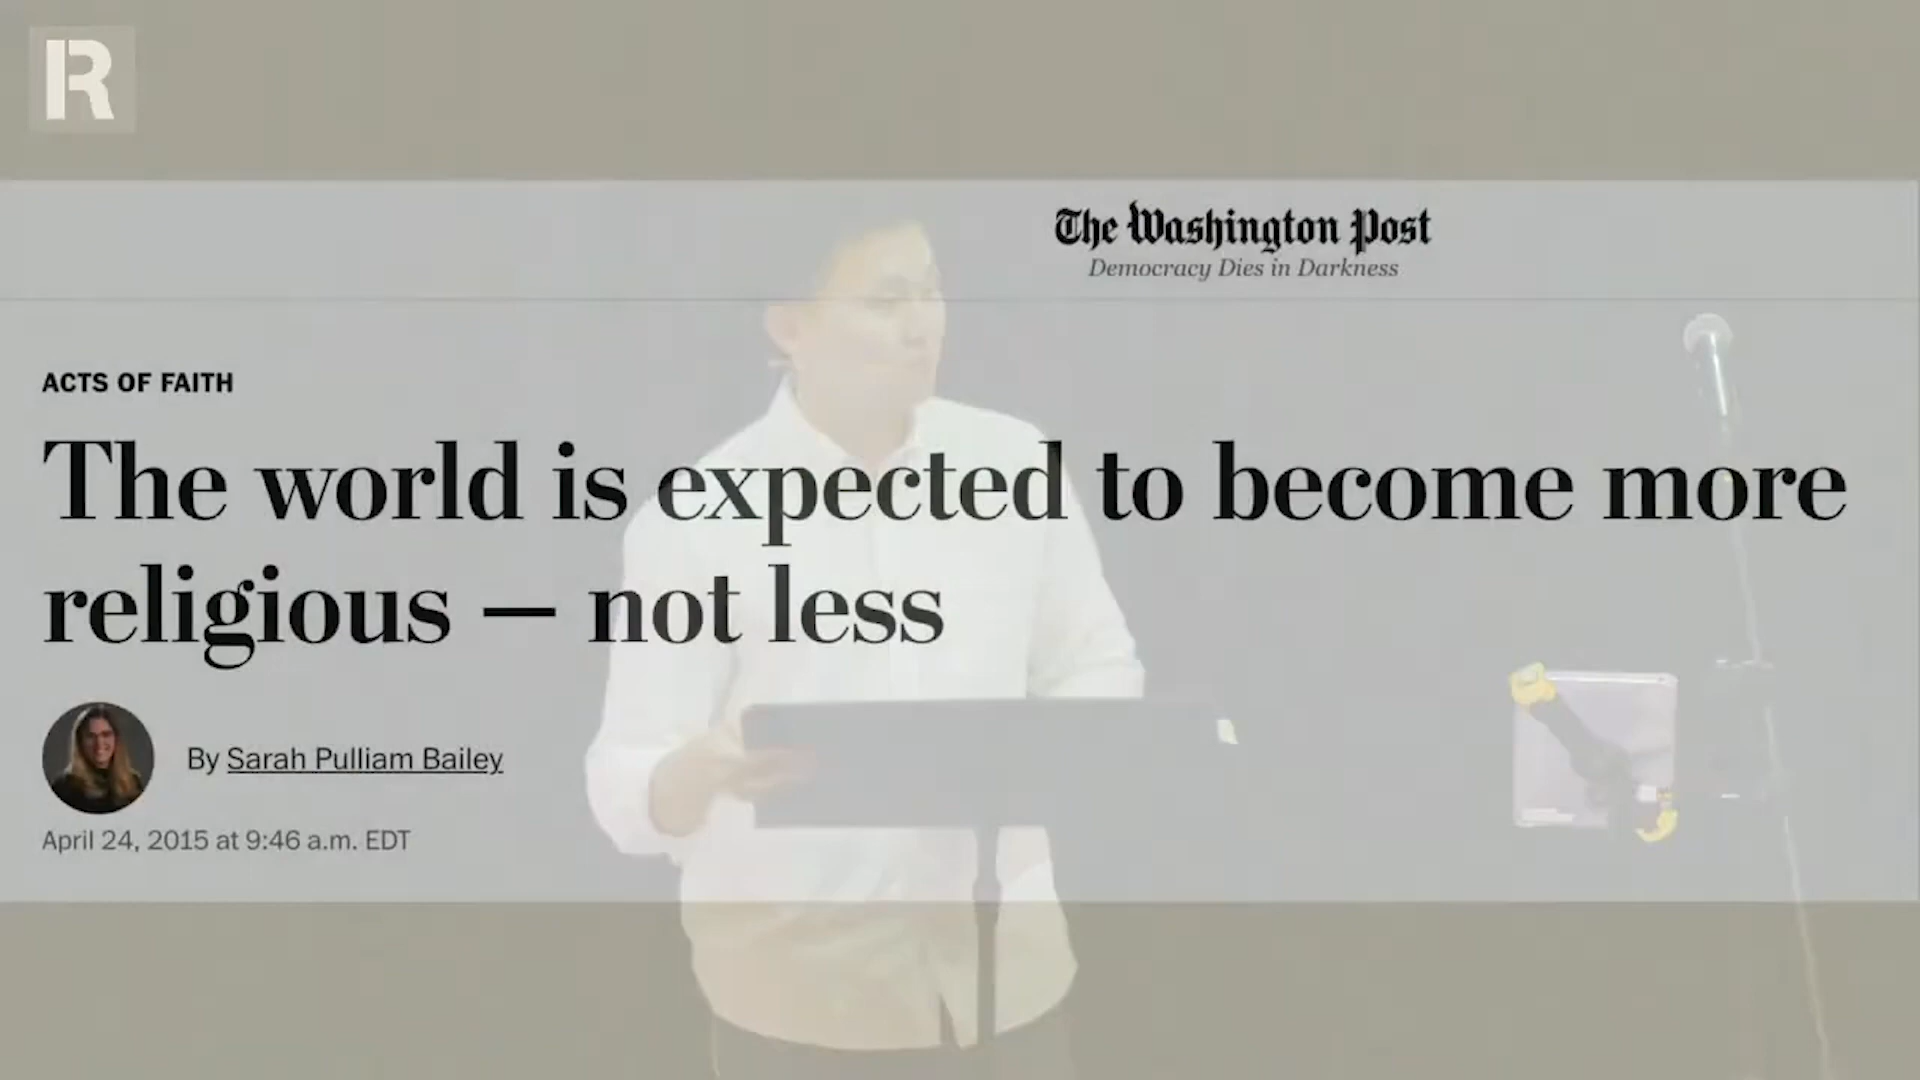 R
The Washington Post
Democracy Dies in Darkness
ACTS OF FAITH
The world is expected to become more
religious — not less
By Sarah Pulliam Bailey
April 24, 2015 at 9:46 a.m. EDT